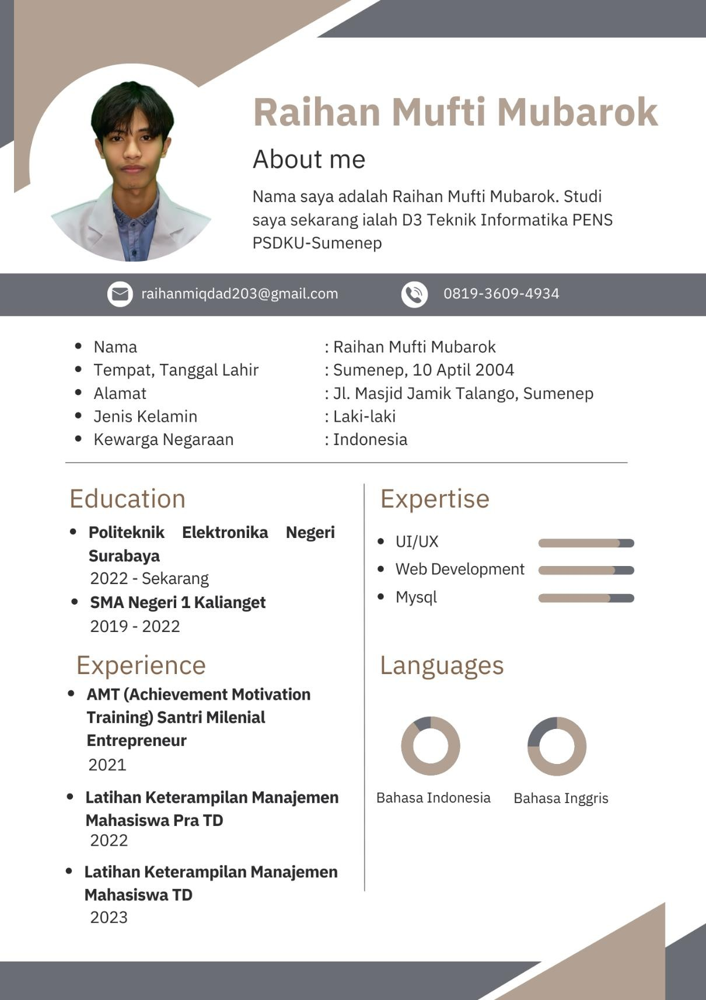 Raihan Mufti Mubarok
About me
Nama saya adalah Raihan Mufti Mubarok. Studi
saya sekarang ialah D3 Teknik Informatika PENS
PSDKU-Sumenep
raihanmiqdad203@gmail.com
0819-3609-4934
Nama : Raihan Mufti Mubarok
Tempat, Tanggal Lahir : Sumenep, 10 Aptil 2004
Alamat : Jl. Masjid Jamik Talango, Sumenep
Jenis Kelamin : Laki-laki
Kewarga Negaraan : Indonesia
Education
Politeknik Elektronika Negeri
Surabaya
2022 - Sekarang
SMA Negeri 1 Kalianget
2019 - 2022
Experience
AMT (Achievement Motivation
Training) Santri Milenial
Entrepreneur
2021
Latihan Keterampilan Manajemen
Mahasiswa Pra TD
2022
Latihan Keterampilan Manajemen
Mahasiswa TD
2023
Expertise
UI/UX
Web Development
Mysql
Languages
Bahasa Indonesia
Bahasa Inggris